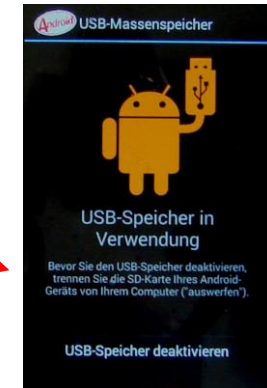 Android USB-Massenspeicher
USB-Speicher in
Verwendung
Bevor Sie den USB-Speicher deaktivieren,
trennen Sie die SD-Karte Ihres Android-
Geräts von Ihrem Computer ("auswerfen").
USB-Speicher deaktivieren